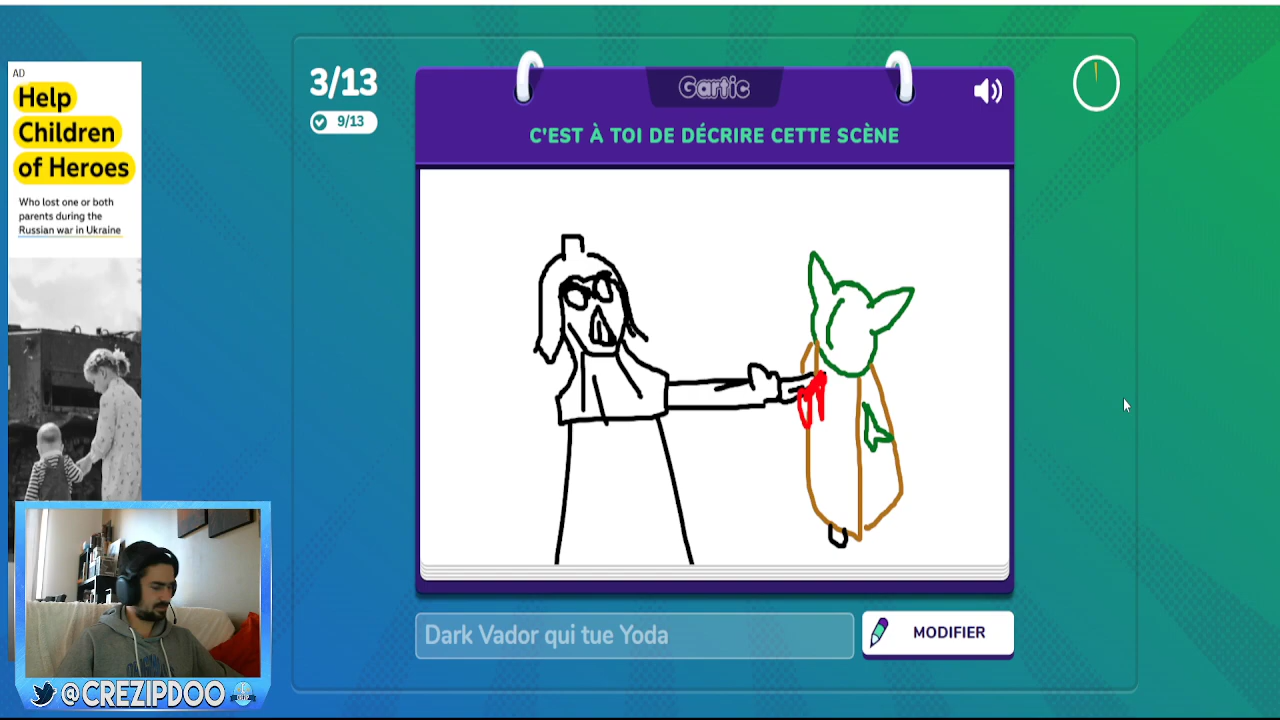 AD
Help
Children
of Heroes
Who lost one or both
parents during the
Russian war in Ukraine
3/13
9/13
Gartic
C'EST À TOI DE DÉCRIRE CETTE SCÈNE
Dark Vador qui tue Yoda
MODIFIER
@CREZIPDOO